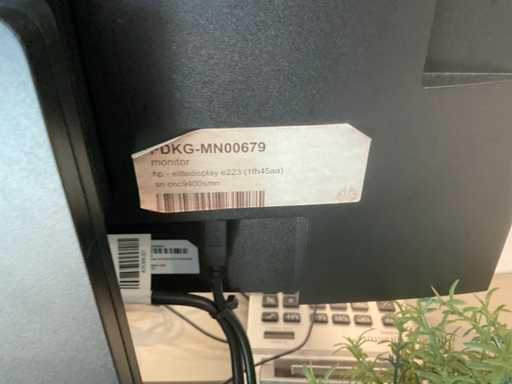 PDKG-MN00679
monitor
hp - elitedisplay e223 (1fh45aa)
sn cnc9400smn